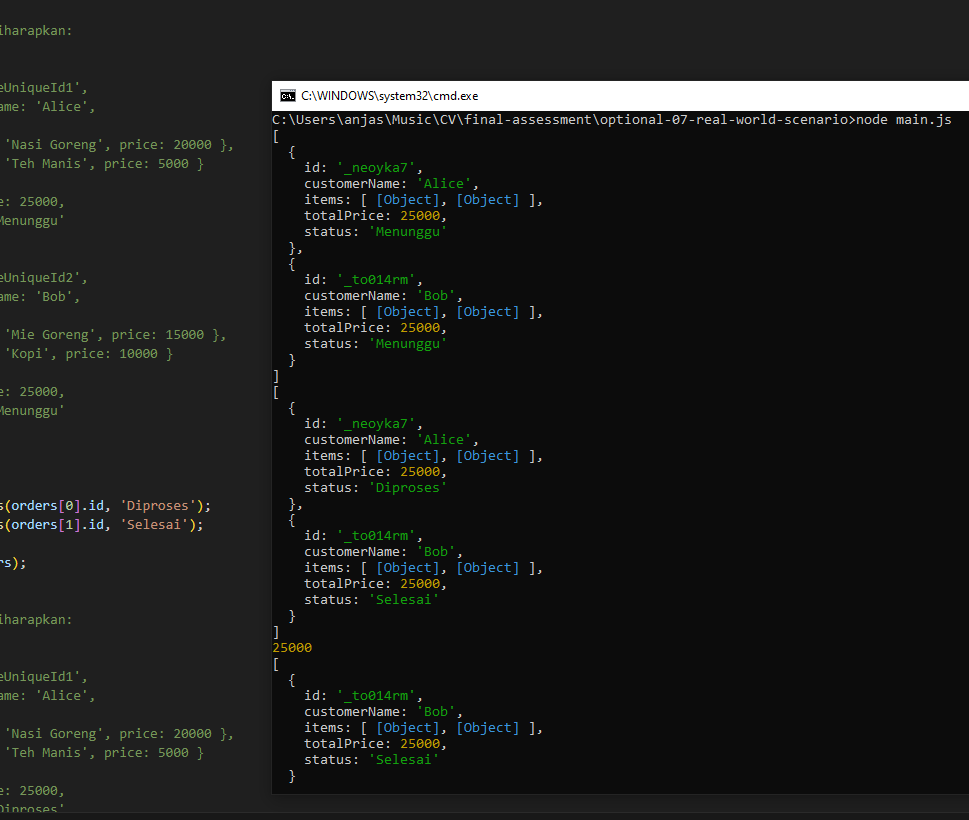 iharapkan:
eUniqueId1',
ame: 'Alice',
'Nasi Goreng', price: 20000 },
'Teh Manis', price: 5000 }
e: 25000,
Menunggu'
eUniqueId2',
ame: 'Bob',
'Mie Goreng', price: 15000 },
'Kopi', price: 10000 }
e: 25000,
Menunggu'
s(orders[0].id, 'Diproses');
s(orders[1].id, 'Selesai');
rs);
iharapkan:
eUniqueId1',
ame: 'Alice',
'Nasi Goreng', price: 20000 },
'Teh Manis', price: 5000 }
e: 25000,
Diproses'
C:\WINDOWS\system32\cmd.exe
C:\Users\anjas\Music\CV\final-assessment\optional-07-real-world-scenario>node main.js
[
{
id: '_neoyka7',
customerName: 'Alice',
items: [ [Object], [Object] ],
totalPrice: 25000,
status: 'Menunggu'
},
{
id: '_to014rm',
customerName: 'Bob',
items: [ [Object], [Object] ],
totalPrice: 25000,
status: 'Menunggu'
}
]
[
{
id: '_neoyka7',
customerName: 'Alice',
items: [ [Object], [Object] ],
totalPrice: 25000,
status: 'Diproses'
},
{
id: '_to014rm',
customerName: 'Bob',
items: [ [Object], [Object] ],
totalPrice: 25000,
status: 'Selesai'
}
]
25000
[
{
id: '_to014rm',
customerName: 'Bob',
items: [ [Object], [Object] ],
totalPrice: 25000,
status: 'Selesai'
}